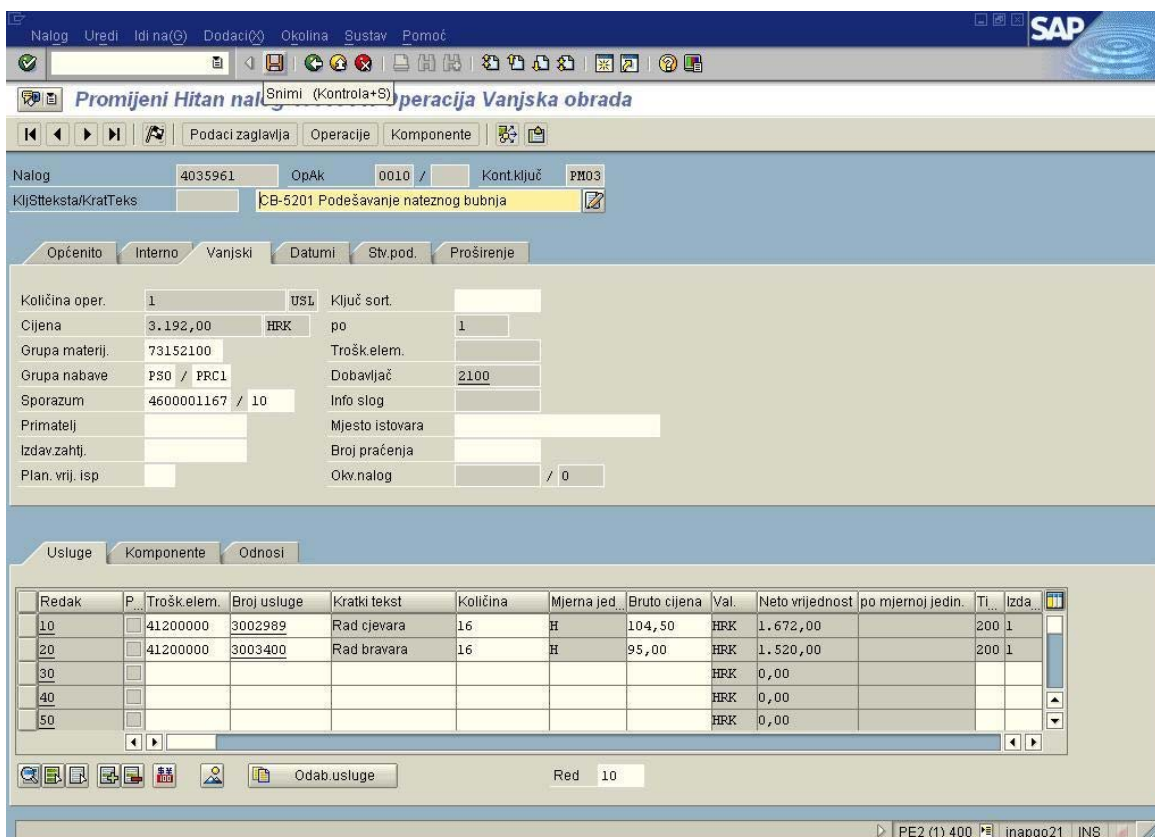 Nalog Uredi Idi na(G) Dodaci(X) Okolina Sustav Pomoć
SAP
Snimi (Kontrola+S)
Promijeni Hitan nalog Operacija Vanjska obrada
Podaci zaglavlja Operacije Komponente
Nalog 4035961 OpAk 0010 / Kont.ključ PM03
KljStteksta/KratTeks CB-5201 Podešavanje nateznog bubnja
Općenito Interno Vanjski Datumi Stv.pod. Proširenje
Količina oper. 1 USL Ključ sort.
Cijena 3.192,00 HRK po 1
Grupa materij. 73152100 Trošk.elem.
Grupa nabave PS0 / PRC1 Dobavljač 2100
Sporazum 4600001167 / 10 Info slog
Primatelj Mjesto istovara
Izdav.zahtj. Broj praćenja
Plan. vrij. isp Okv.nalog / 0
Usluge Komponente Odnosi
Redak P... Trošk.elem. Broj usluge Kratki tekst Količina Mjerna jed... Bruto cijena Val. Neto vrijednost po mjernoj jedin. Ti... Izda...
10 41200000 3002989 Rad cjevara 16 H 104,50 HRK 1.672,00 200 1
20 41200000 3003400 Rad bravara 16 H 95,00 HRK 1.520,00 200 1
30 HRK 0,00
40 HRK 0,00
50 HRK 0,00
Odab.usluge Red 10
PE2 (1) 400 inapgo21 INS